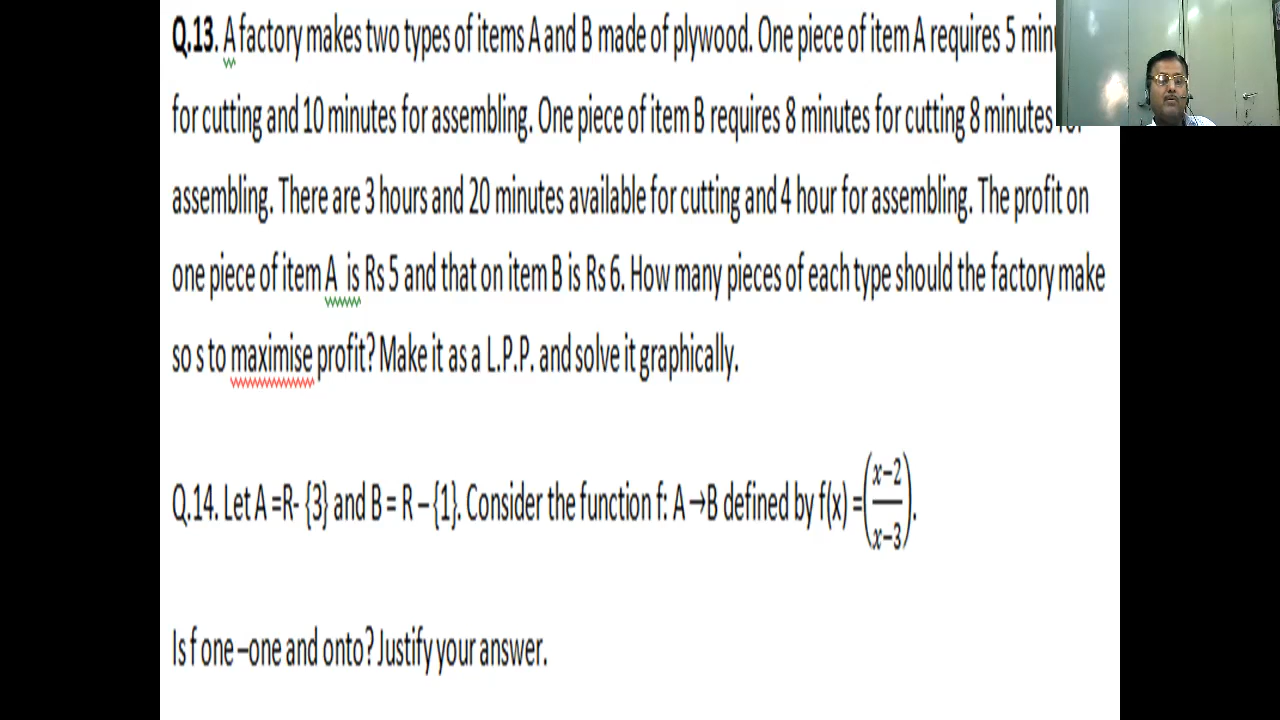 Q.13. A factory makes two types of items A and B made of plywood. One piece of item A requires 5
for cutting and 10 minutes for assembling. One piece of item B requires 8 minutes for cutting 8 minutes
assembling. There are 3 hours and 20 minutes available for cutting and 4 hour for assembling. The profit on
one piece of item A is Rs 5 and that on item B is Rs 6. How many pieces of each type should the factory make
so s to maximise profit? Make it as a L.P.P. and solve it graphically.
Q.14. Let A =R- {3} and B = R – {1}. Consider the function f: A →B defined by f(x) =(x–2/x–3).
Is f one –one and onto? Justify your answer.